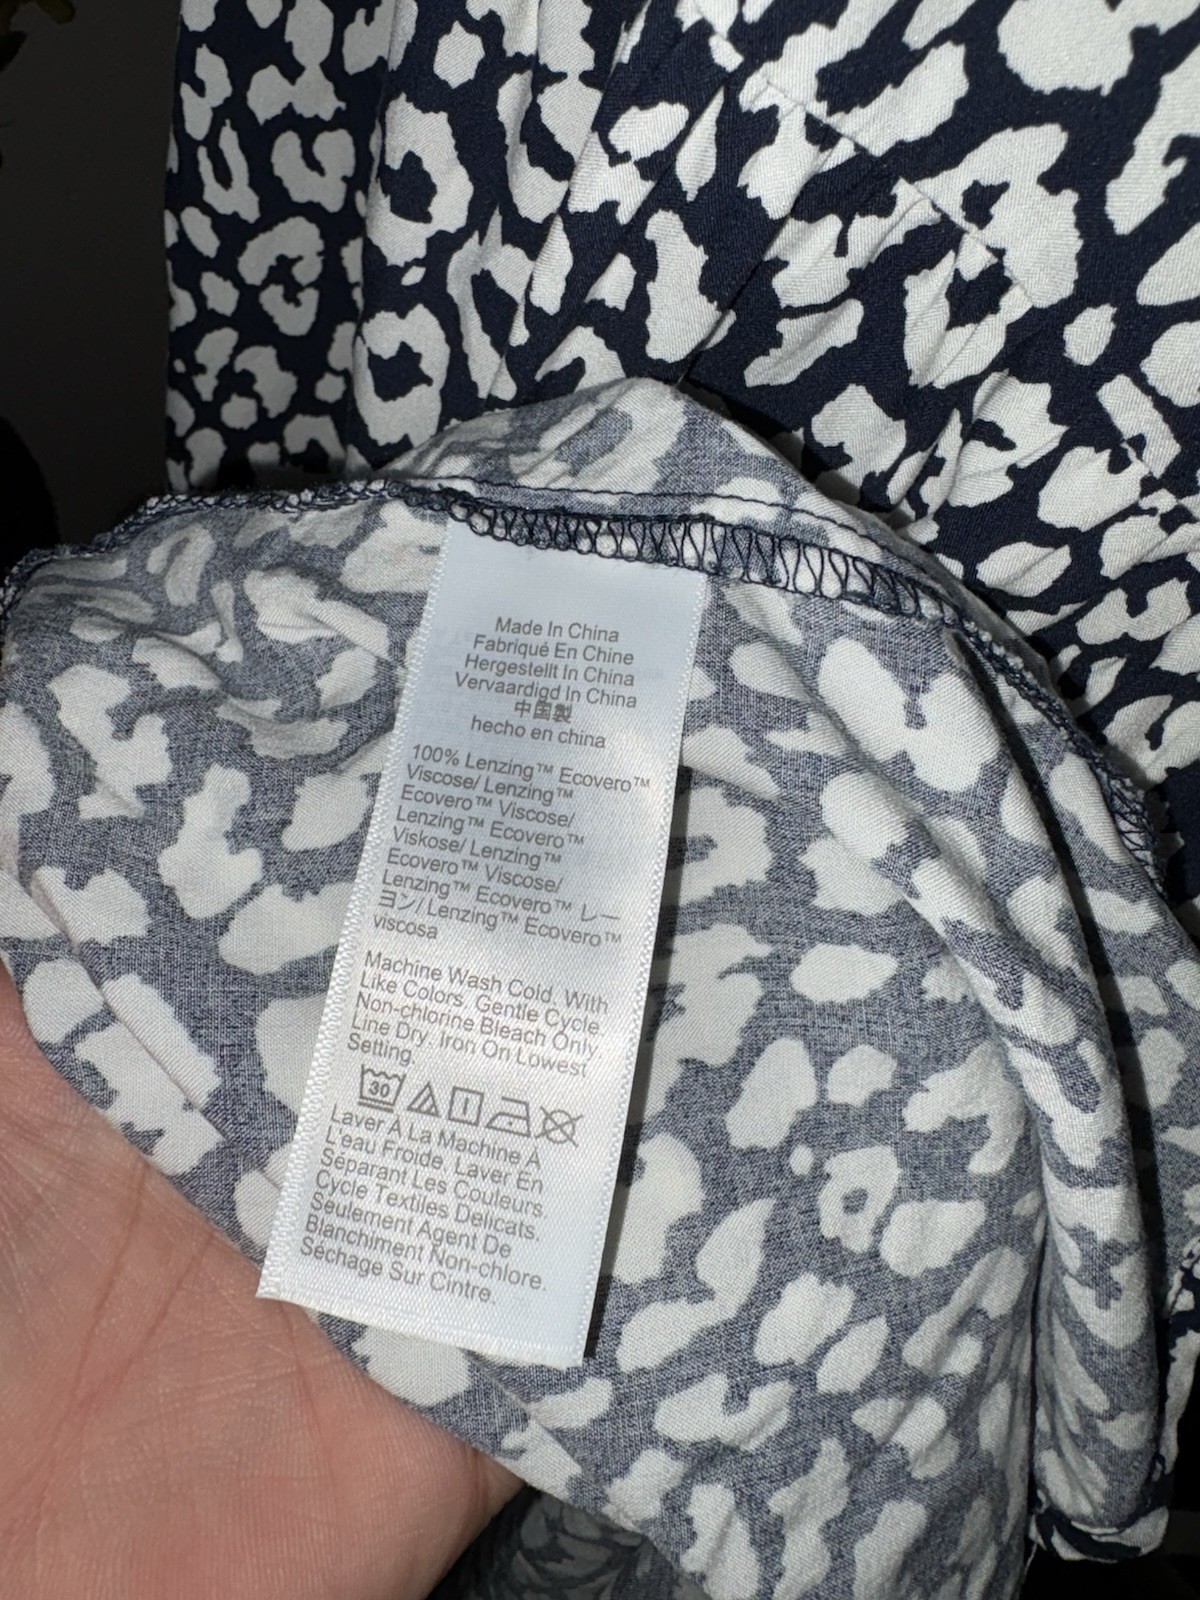 Made In China
Fabriqué En Chine
Hergestellt In China
Vervaardigd In China
中国製
hecho en china
100% Lenzing™ Ecovero™
Viscose/ Lenzing™
Ecovero™ Viscose/
Lenzing™ Ecovero™
Viskose/ Lenzing™
Ecovero™ Viscose/
Lenzing™ Ecovero™ レー
ヨン/ Lenzing™ Ecovero™
viscosa
Machine Wash Cold. With
Like Colors. Gentle Cycle.
Non-chlorine Bleach Only.
Line Dry. Iron On Lowest
Setting.
30
Laver À La Machine À
L'eau Froide. Laver En
Séparant Les Couleurs.
Cycle Textiles Delicats.
Seulement Agent De
Blanchiment Non-chlore.
Séchage Sur Cintre.